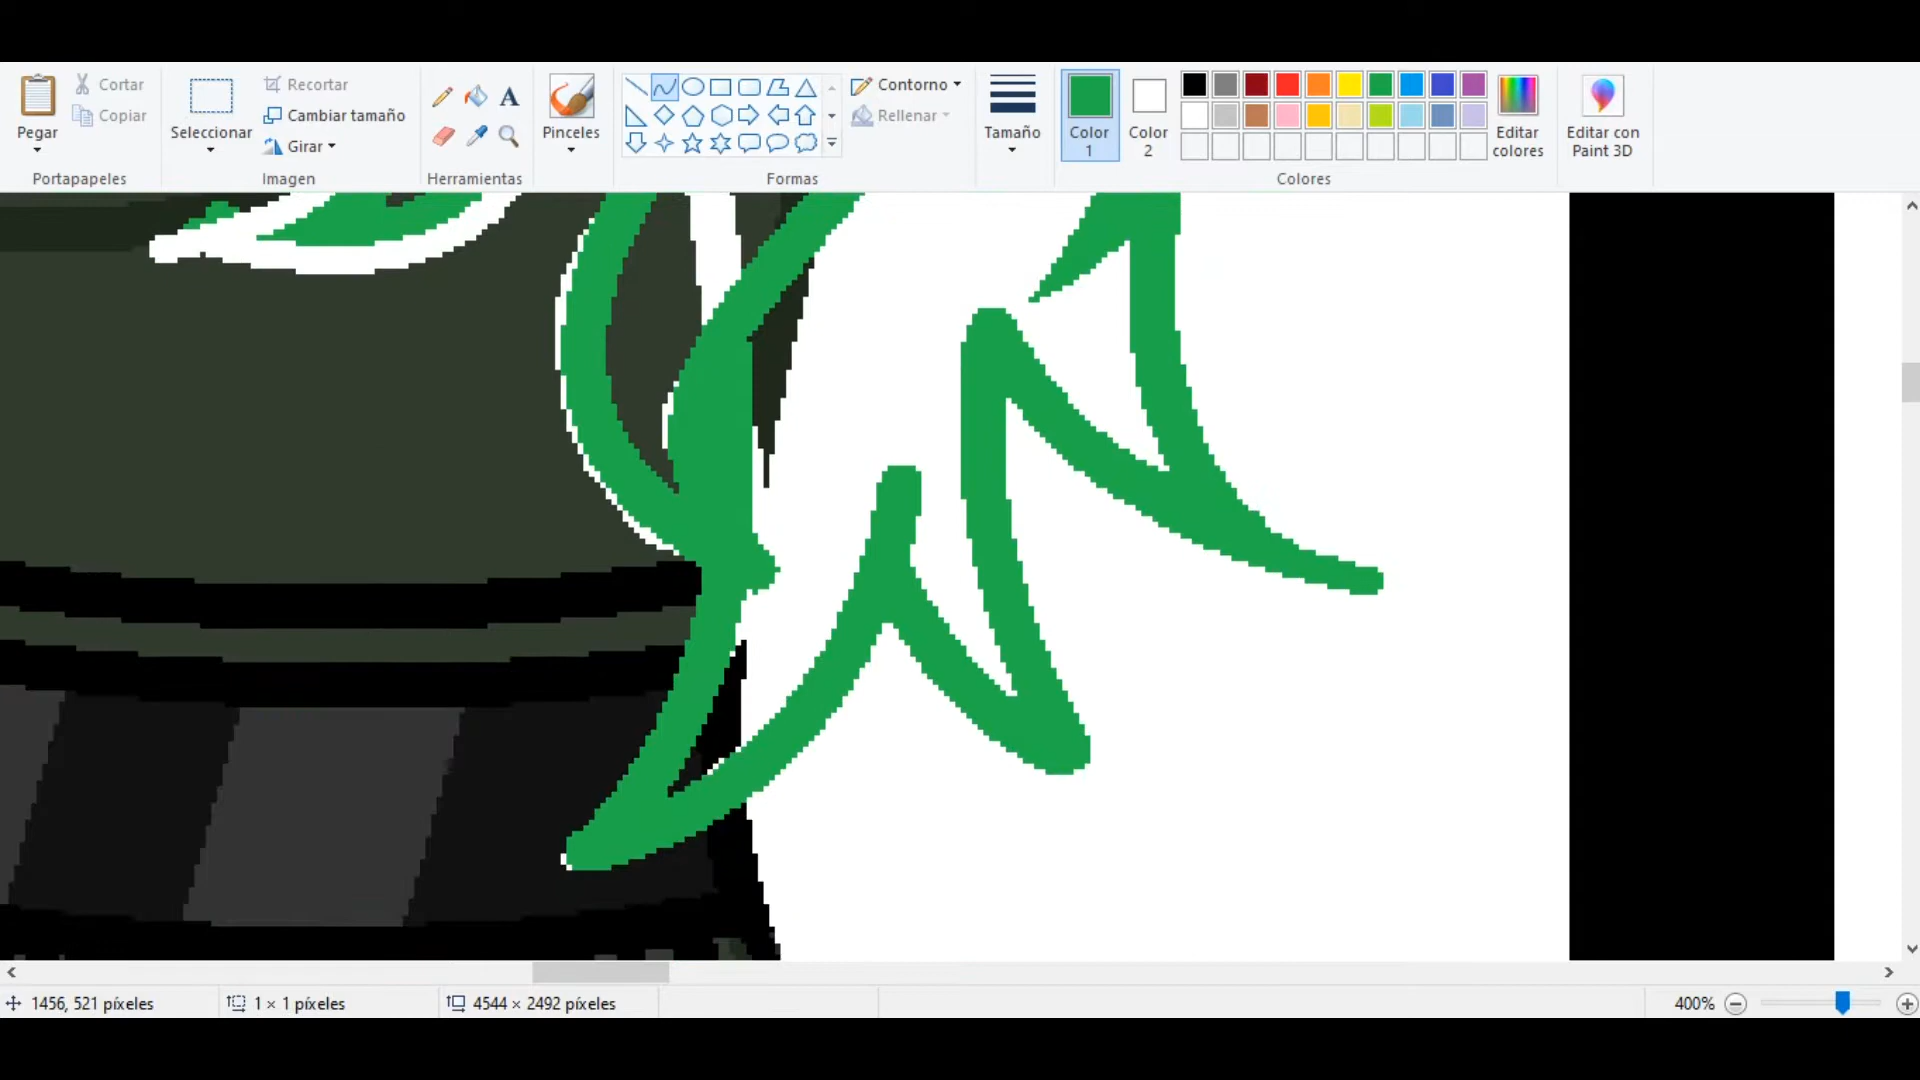 Pegar
Cortar
Copiar
Portapapeles
Seleccionar
Recortar
Cambiar tamaño
Girar
Imagen
A
Herramientas
Pinceles
Contorno
Rellenar
Formas
Tamaño
Color
1
Color
2
Editar
colores
Colores
Editar con
Paint 3D
1456, 521 píxeles
1 × 1 píxeles
4544 × 2492 píxeles
400%